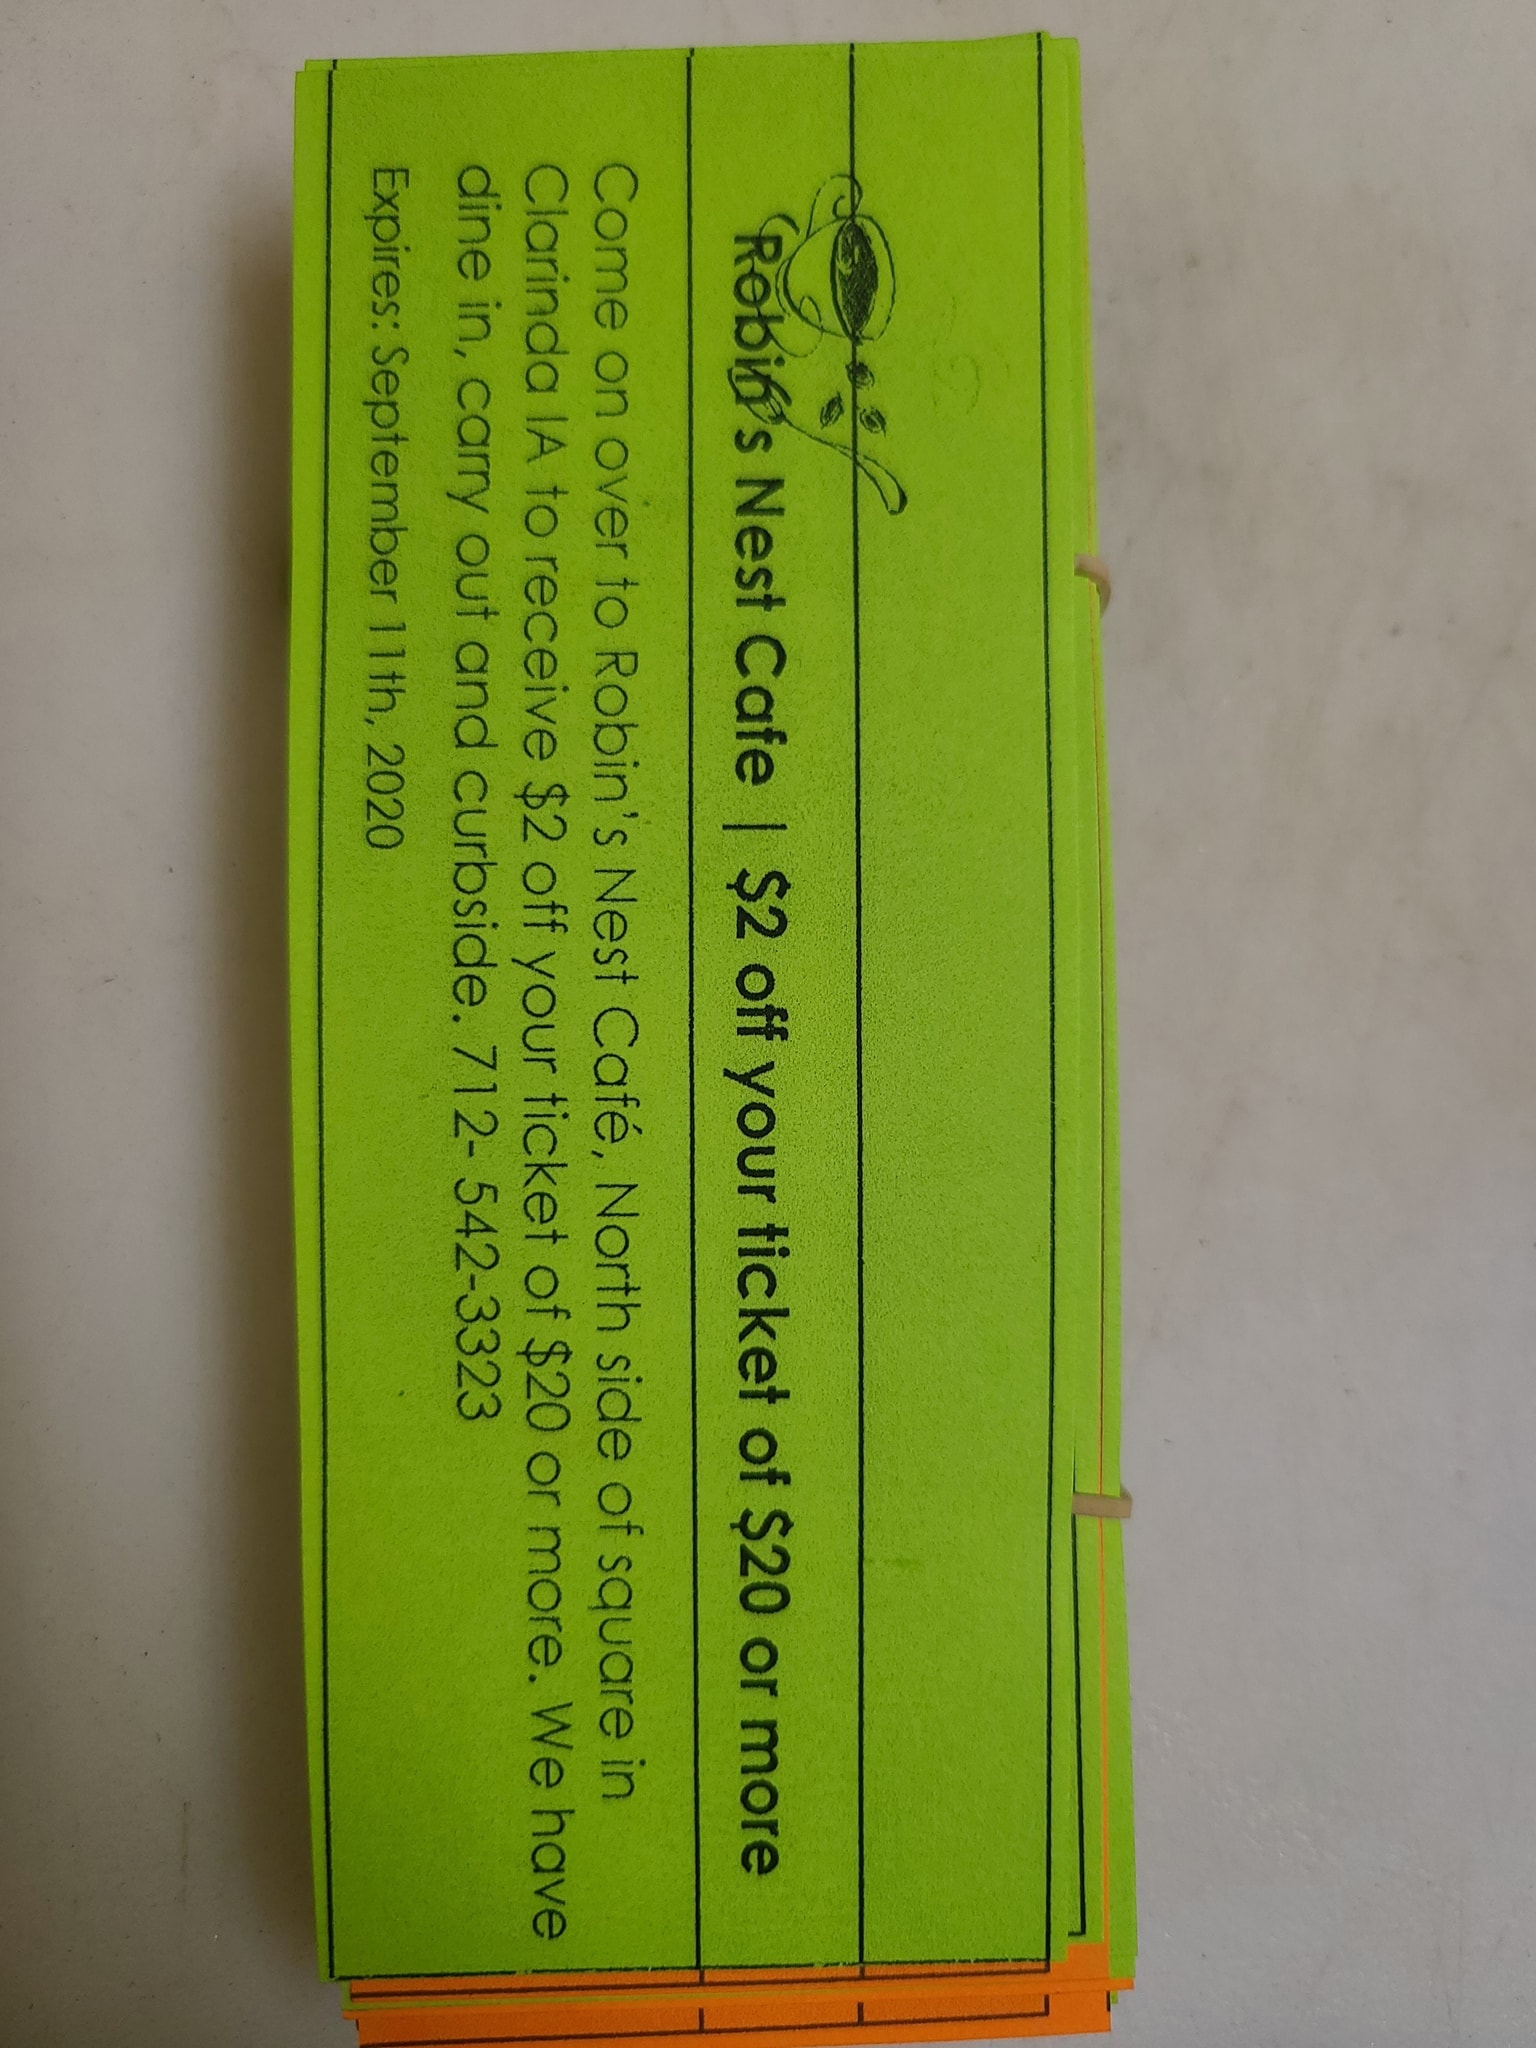 Robin's Nest Cafe | $2 off your ticket of $20 or more
Come on over to Robin's Nest Café, North side of square in
Clarinda IA to receive $2 off your ticket of $20 or more. We have
dine in, carry out and curbside. 712- 542-3323
Expires: September 11th, 2020